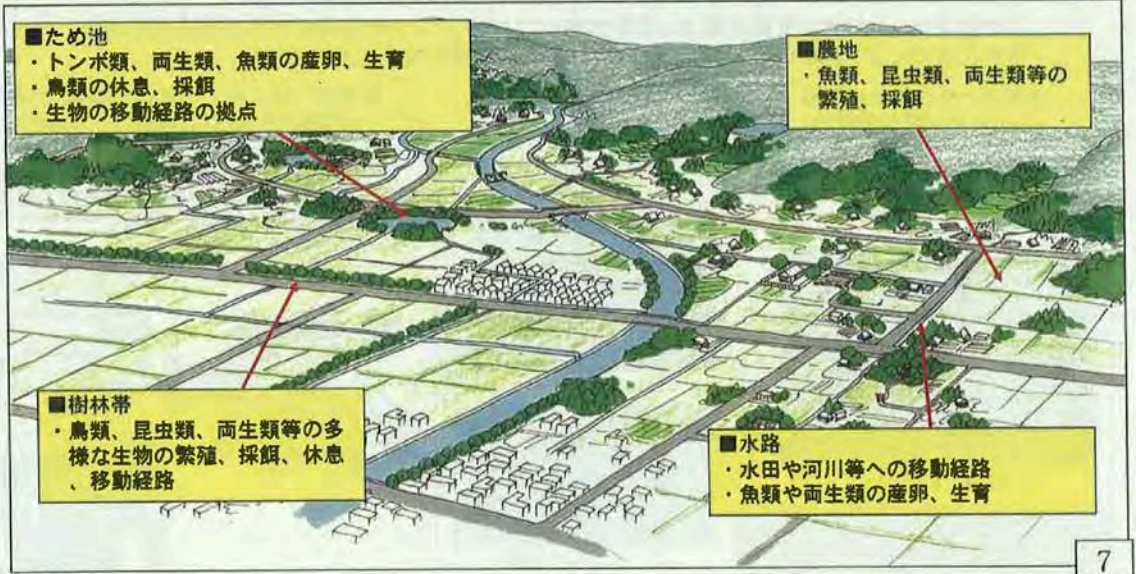 ■ため池
・トンボ類、両生類、魚類の産卵、生育
・鳥類の休息、採餌
・生物の移動経路の拠点
■農地
・魚類、昆虫類、両生類等の
繁殖、採餌
■樹林帯
・鳥類、昆虫類、両生類等の多
様な生物の繁殖、採餌、休息
、移動経路
■水路
・水田や河川等への移動経路
・魚類や両生類の産卵、生育
7